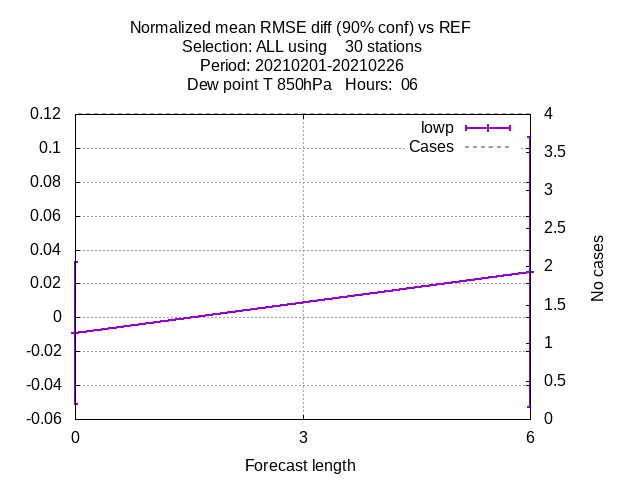 Normalized mean RMSE diff (90% conf) vs REF
Selection: ALL using    30 stations
Period: 20210201-20210226
Dew point T 850hPa   Hours:  06
lowp
Cases
0.12
0.1
0.08
0.06
0.04
0.02
0
-0.02
-0.04
-0.06
4
3.5
3
2.5
2
1.5
1
0.5
0
No cases
0
3
6
Forecast length